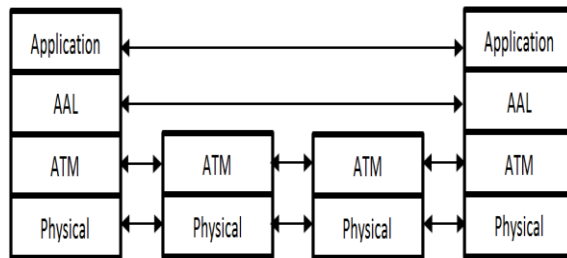 Application
Application
AAL
AAL
ATM
ATM
ATM
ATM
Physical
Physical
Physical
Physical